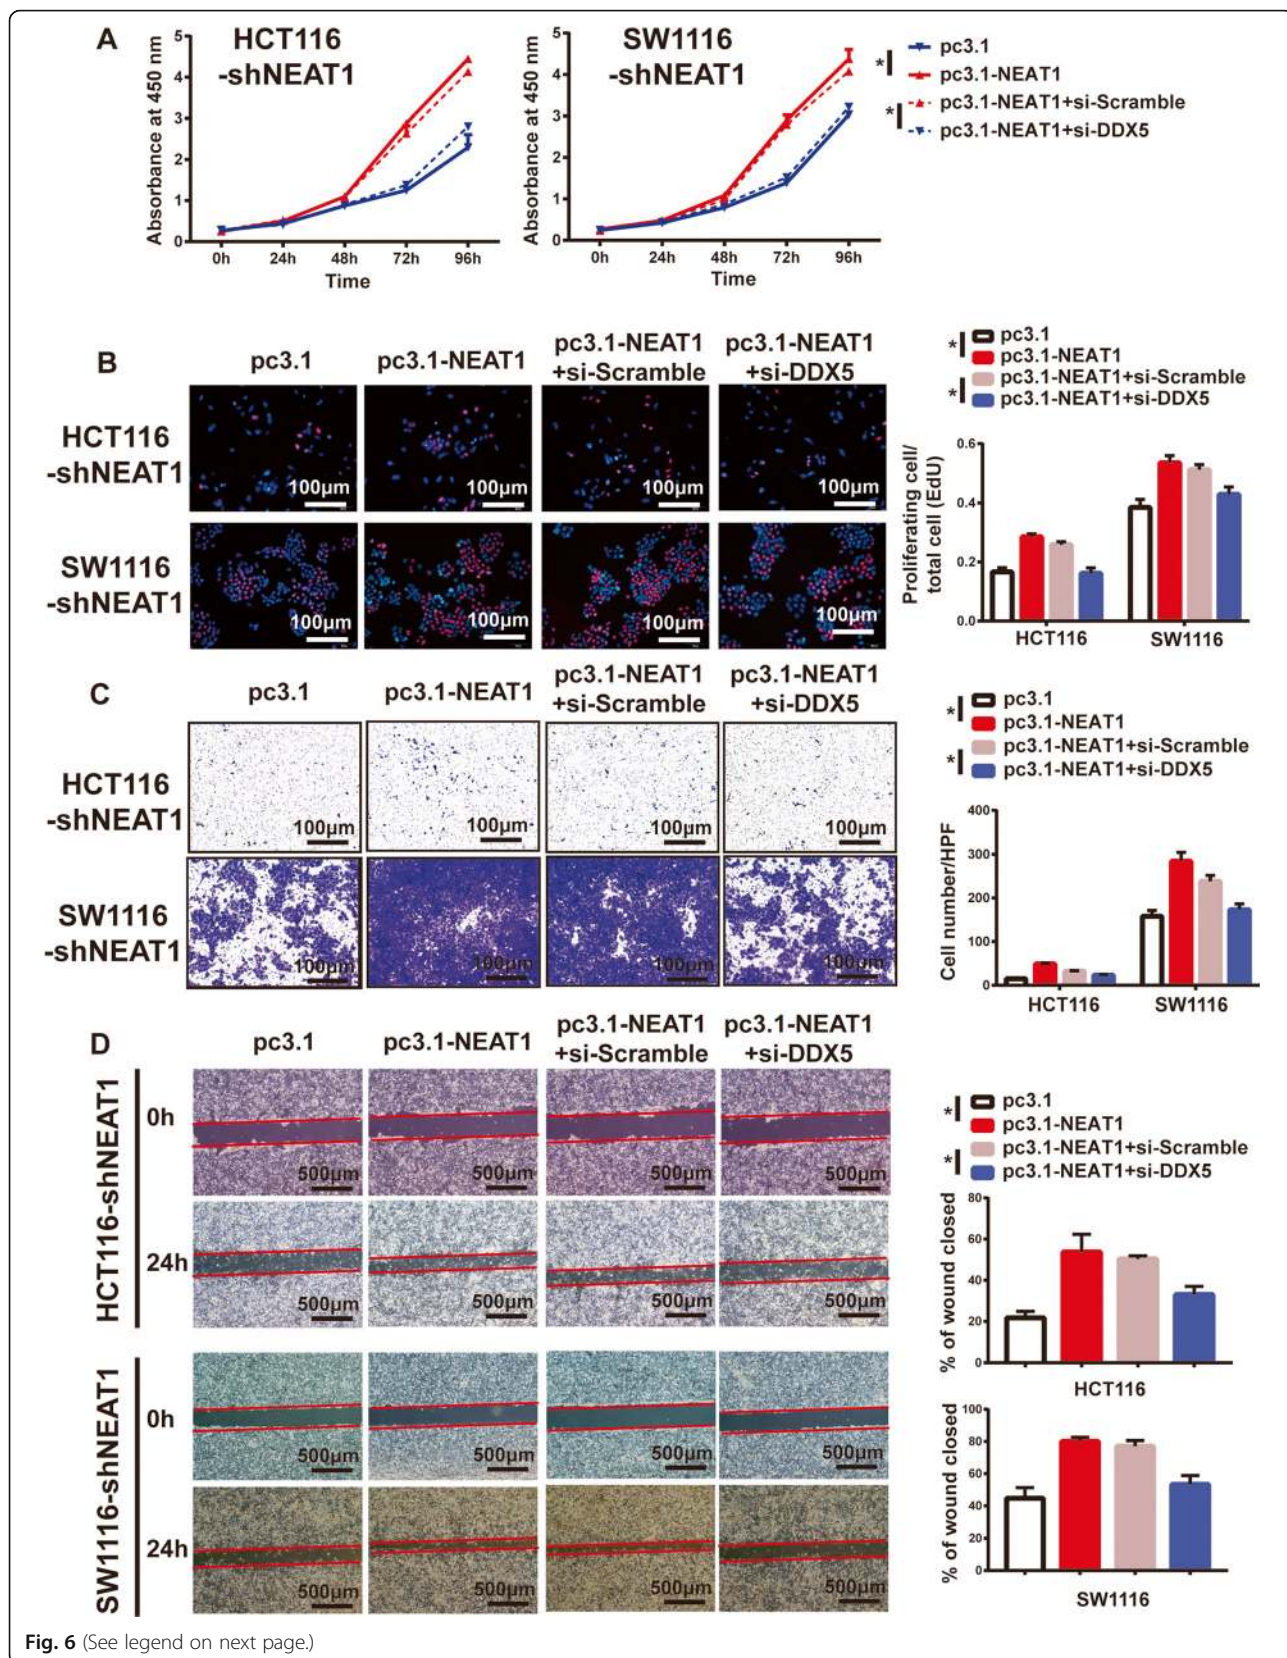 A
HCT116
-shNEAT1
Absorbance at 450 nm
5
4
3
2
1
0
0h 24h 48h 72h 96h
Time
SW1116
-shNEAT1
Absorbance at 450 nm
5
4
3
2
1
0
0h 24h 48h 72h 96h
Time
* pc3.1
pc3.1-NEAT1
* pc3.1-NEAT1+si-Scramble
pc3.1-NEAT1+si-DDX5
B
pc3.1
pc3.1-NEAT1
pc3.1-NEAT1
+si-Scramble
pc3.1-NEAT1
+si-DDX5
HCT116
-shNEAT1
100μm 100μm 100μm 100μm
SW1116
-shNEAT1
100μm 100μm 100μm 100μm
* pc3.1
pc3.1-NEAT1
* pc3.1-NEAT1+si-Scramble
pc3.1-NEAT1+si-DDX5
Proliferating cell/
total cell (EdU)
0.6
0.4
0.2
0.0
HCT116 SW1116
C
pc3.1
pc3.1-NEAT1
pc3.1-NEAT1
+si-Scramble
pc3.1-NEAT1
+si-DDX5
HCT116
-shNEAT1
100μm 100μm 100μm 100μm
SW1116
-shNEAT1
100μm 100μm 100μm 100μm
* pc3.1
pc3.1-NEAT1
* pc3.1-NEAT1+si-Scramble
pc3.1-NEAT1+si-DDX5
Cell number/HPF
400
300
200
100
0
HCT116 SW1116
D
pc3.1
pc3.1-NEAT1
pc3.1-NEAT1
+si-Scramble
pc3.1-NEAT1
+si-DDX5
HCT116-shNEAT1
0h
500μm 500μm 500μm 500μm
24h
500μm 500μm 500μm 500μm
SW1116-shNEAT1
0h
500μm 500μm 500μm 500μm
24h
500μm 500μm 500μm 500μm
* pc3.1
pc3.1-NEAT1
* pc3.1-NEAT1+si-Scramble
pc3.1-NEAT1+si-DDX5
% of wound closed
80
60
40
20
0
HCT116
% of wound closed
100
80
60
40
20
0
SW1116
Fig. 6 (See legend on next page.)